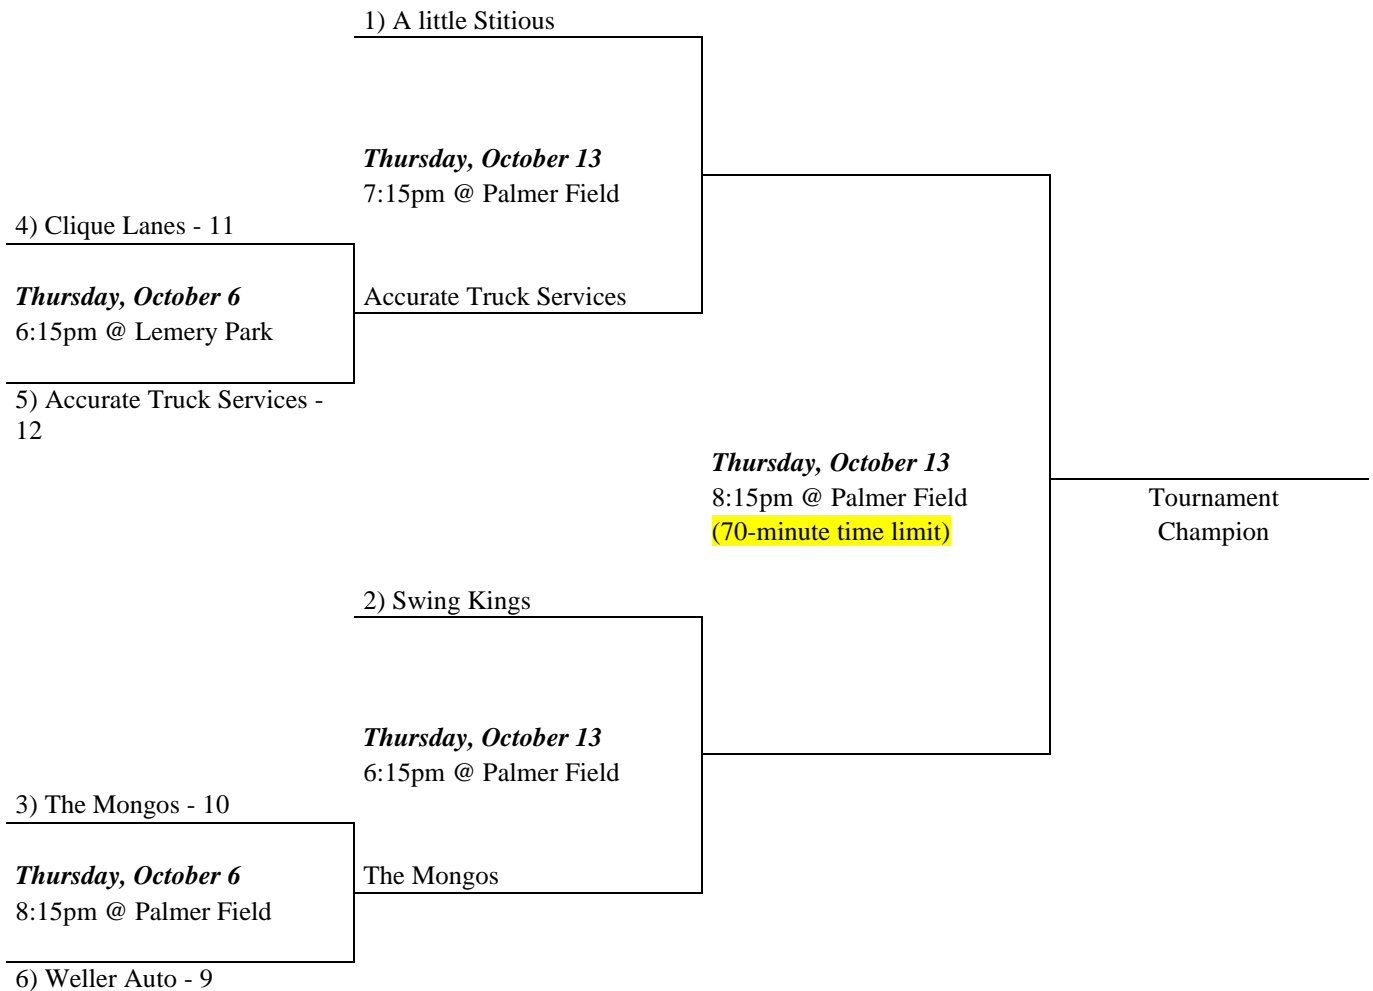 1) A little Stitious
Thursday, October 13
7:15pm @ Palmer Field
4) Clique Lanes - 11
Thursday, October 6
6:15pm @ Lemery Park
Accurate Truck Services
5) Accurate Truck Services -
12
Thursday, October 13
8:15pm @ Palmer Field
(70-minute time limit)
Tournament
Champion
2) Swing Kings
Thursday, October 13
6:15pm @ Palmer Field
3) The Mongos - 10
Thursday, October 6
8:15pm @ Palmer Field
The Mongos
6) Weller Auto - 9